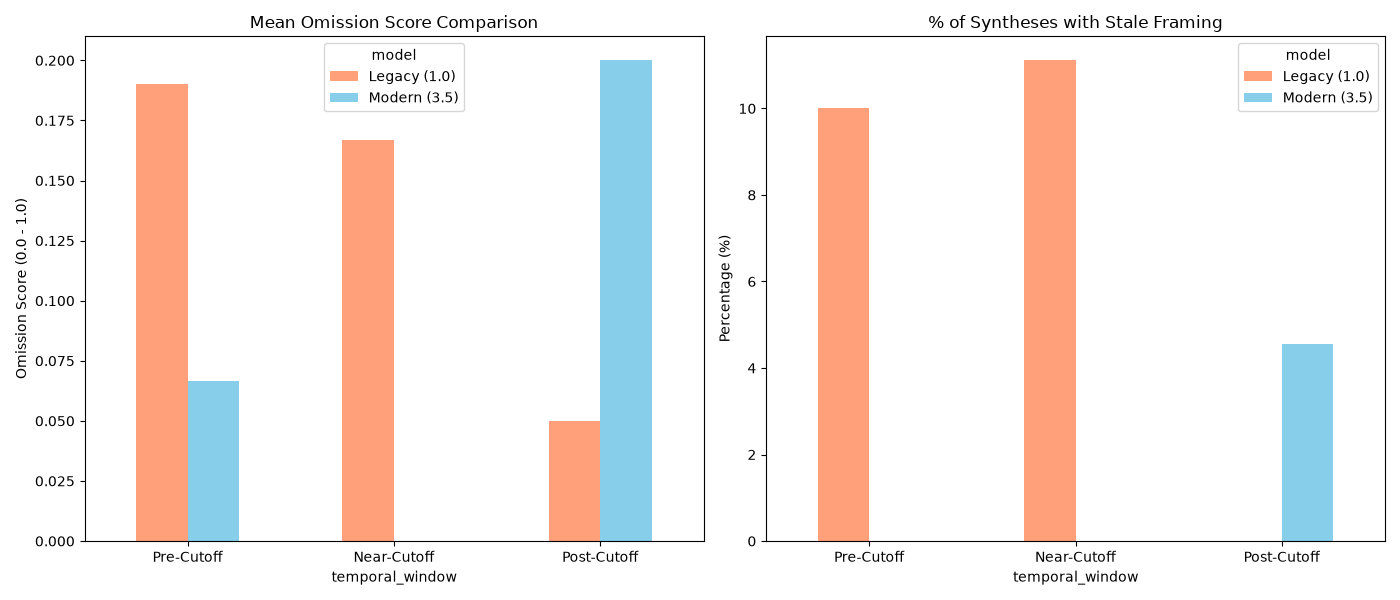 Mean Omission Score Comparison
model
Legacy (1.0)
Modern (3.5)
Omission Score (0.0 - 1.0)
0.200
0.175
0.150
0.125
0.100
0.075
0.050
0.025
0.000
Pre-Cutoff
Near-Cutoff
Post-Cutoff
temporal_window
% of Syntheses with Stale Framing
model
Legacy (1.0)
Modern (3.5)
Percentage (%)
10
8
6
4
2
0
Pre-Cutoff
Near-Cutoff
Post-Cutoff
temporal_window